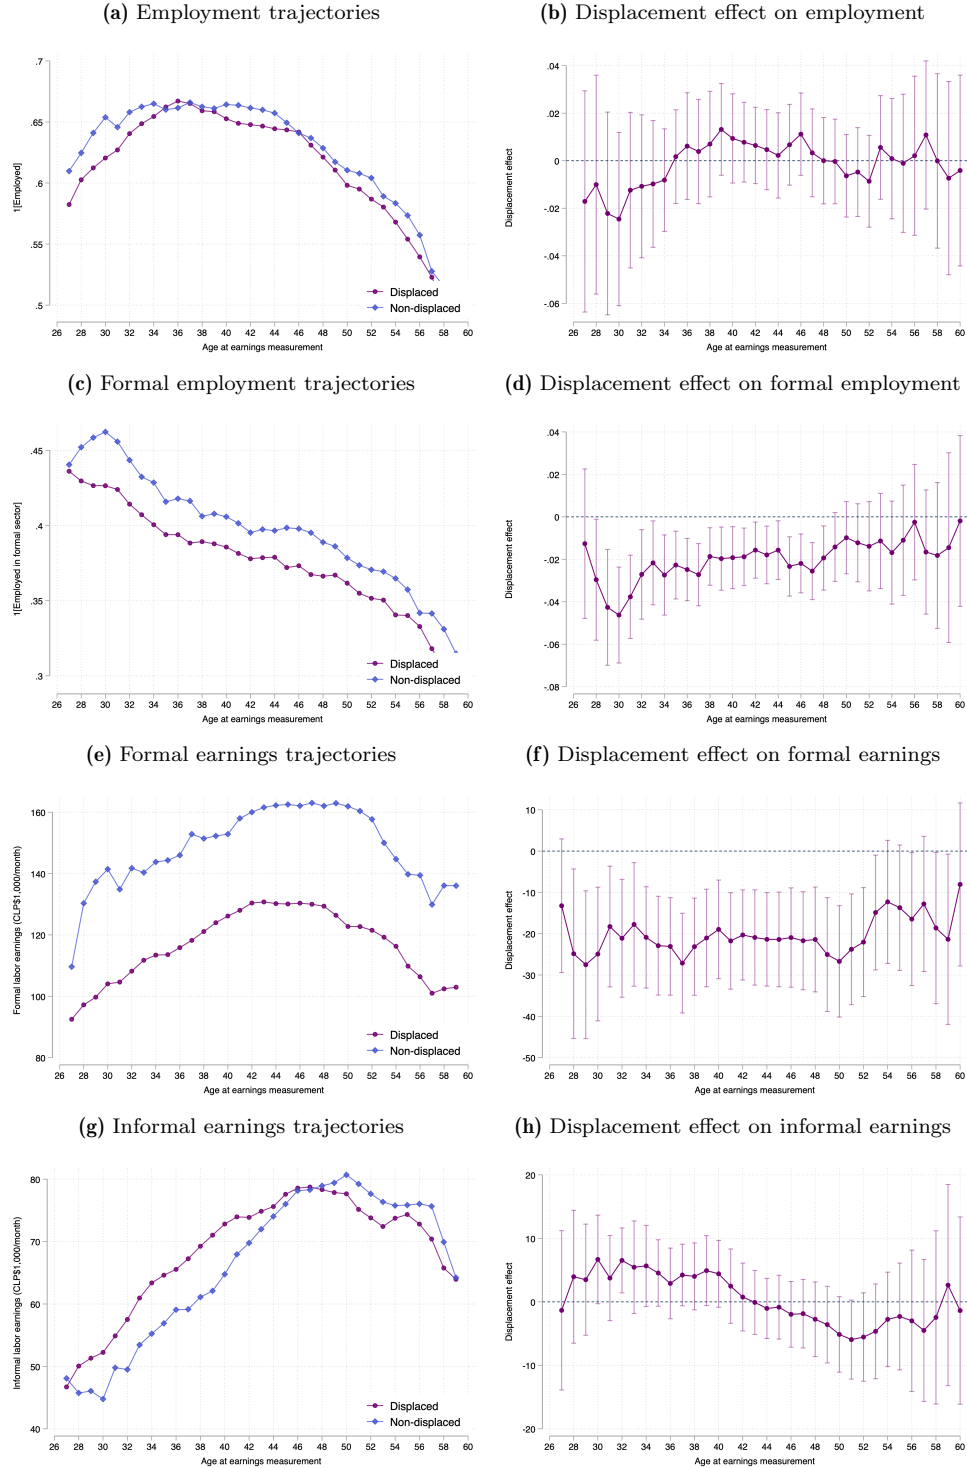 (a) Employment trajectories
(b) Displacement effect on employment
.7
.65
.6
.55
.5
1[Employed]
Displaced
Non-displaced
26 28 30 32 34 36 38 40 42 44 46 48 50 52 54 56 58 60
Age at earnings measurement
.04
.02
0
-.02
-.04
-.06
Displacement effect
26 28 30 32 34 36 38 40 42 44 46 48 50 52 54 56 58 60
Age at earnings measurement
(c) Formal employment trajectories
(d) Displacement effect on formal employment
.45
.4
.35
.3
1[Employed in formal sector]
Displaced
Non-displaced
26 28 30 32 34 36 38 40 42 44 46 48 50 52 54 56 58 60
Age at earnings measurement
.04
.02
0
-.02
-.04
-.06
-.08
Displacement effect
26 28 30 32 34 36 38 40 42 44 46 48 50 52 54 56 58 60
Age at earnings measurement
(e) Formal earnings trajectories
(f) Displacement effect on formal earnings
160
140
120
100
80
Formal labor earnings (CLP$1,000/month)
Displaced
Non-displaced
26 28 30 32 34 36 38 40 42 44 46 48 50 52 54 56 58 60
Age at earnings measurement
10
0
-10
-20
-30
-40
-50
Displacement effect
26 28 30 32 34 36 38 40 42 44 46 48 50 52 54 56 58 60
Age at earnings measurement
(g) Informal earnings trajectories
(h) Displacement effect on informal earnings
80
70
60
50
40
Informal labor earnings (CLP$1,000/month)
Displaced
Non-displaced
26 28 30 32 34 36 38 40 42 44 46 48 50 52 54 56 58 60
Age at earnings measurement
20
10
0
-10
-20
Displacement effect
26 28 30 32 34 36 38 40 42 44 46 48 50 52 54 56 58 60
Age at earnings measurement